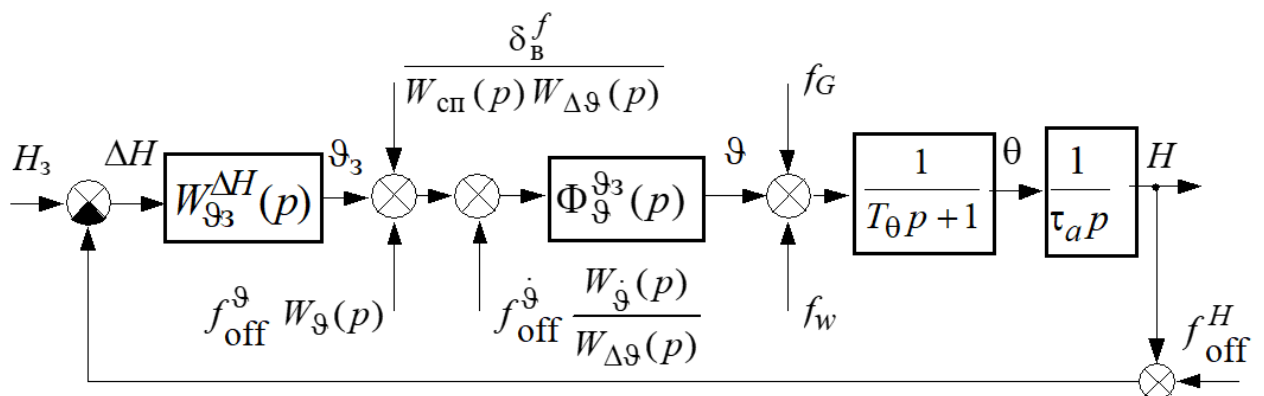 δ_в^f
W_сп(p) W_Δϑ(p)
f_G
H_з
ΔH
W_ϑз^ΔH(p)
ϑ_з
Φ_ϑ^ϑз(p)
ϑ
1
T_θ p + 1
θ
1
τ_a p
H
f_off^ϑ W_ϑ(p)
f_off^ϑ̇ W_ϑ̇(p)
W_Δϑ(p)
f_w
f_off^H